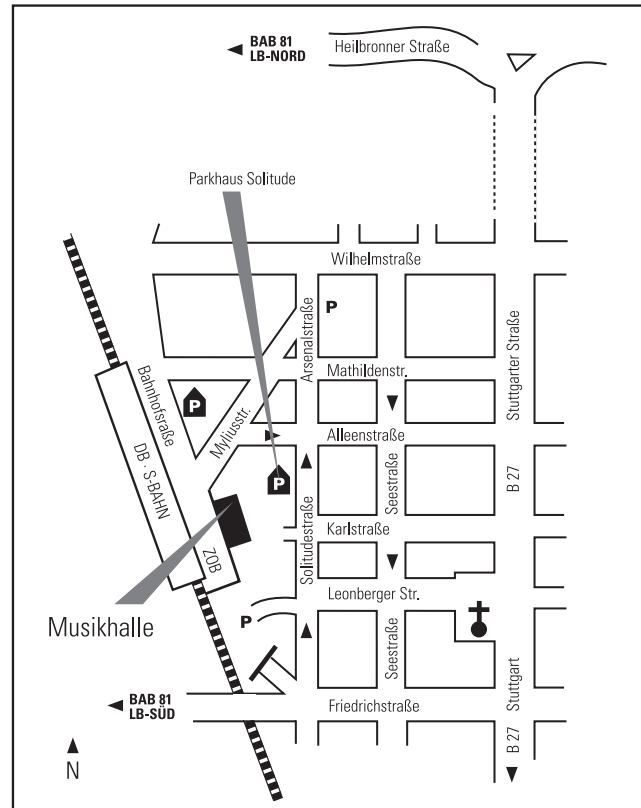 BAB 81
LB-NORD
Heilbronner Straße
Parkhaus Solitude
Wilhelmstraße
Arsenalstraße
P
Mathildenstr.
Stuttgarter Straße
Bahnhofsraße
P
Myliusstr.
Alleenstraße
DB · S-BAHN
P
Seestraße
B 27
Solitudestraße
Karlstraße
ZOB
Leonberger Str.
Musikhalle
P
Seestraße
Stuttgart
BAB 81
LB-SÜD
Friedrichstraße
B 27
N